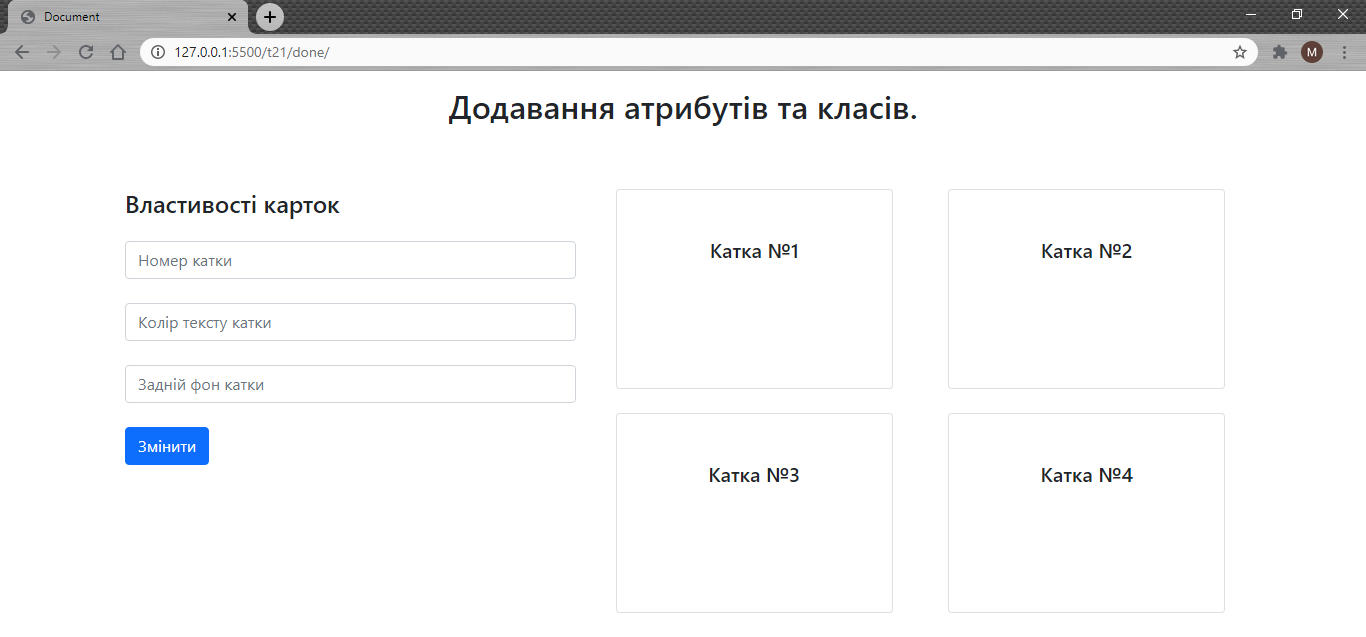 Document
127.0.0.1:5500/t21/done/
M
Додавання атрибутів та класів.
Властивості карток
Номер катки
Колір тексту катки
Задній фон катки
Змінити
Катка №1
Катка №2
Катка №3
Катка №4